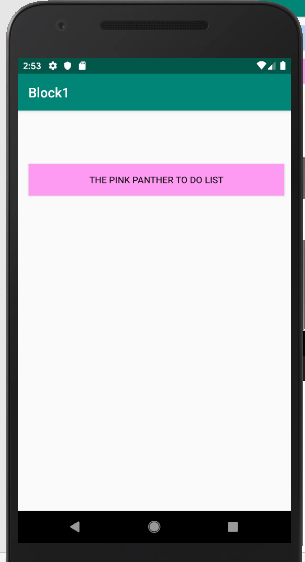 2:53
Block1
THE PINK PANTHER TO DO LIST